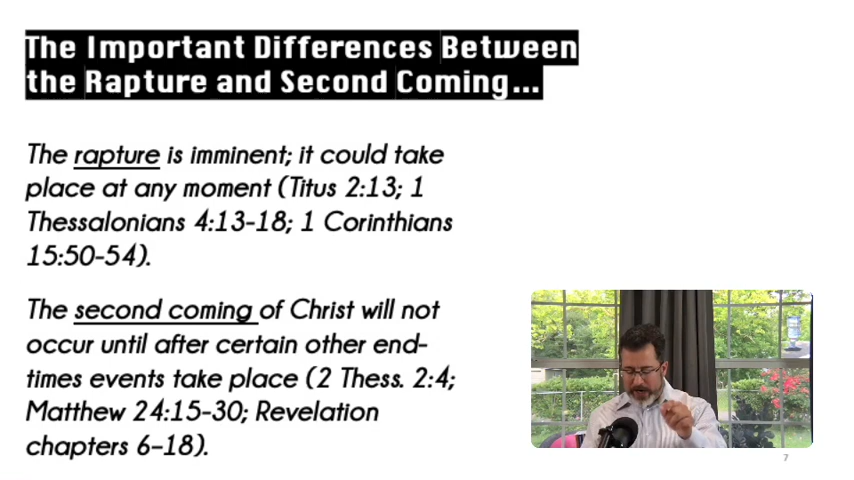 The Important Differences Between
the Rapture and Second Coming...
The rapture is imminent; it could take
place at any moment (Titus 2:13; 1
Thessalonians 4:13-18; 1 Corinthians
15:50-54).
The second coming of Christ will not
occur until after certain other end-
times events take place (2 Thess. 2:4;
Matthew 24:15-30; Revelation
chapters 6–18).
7